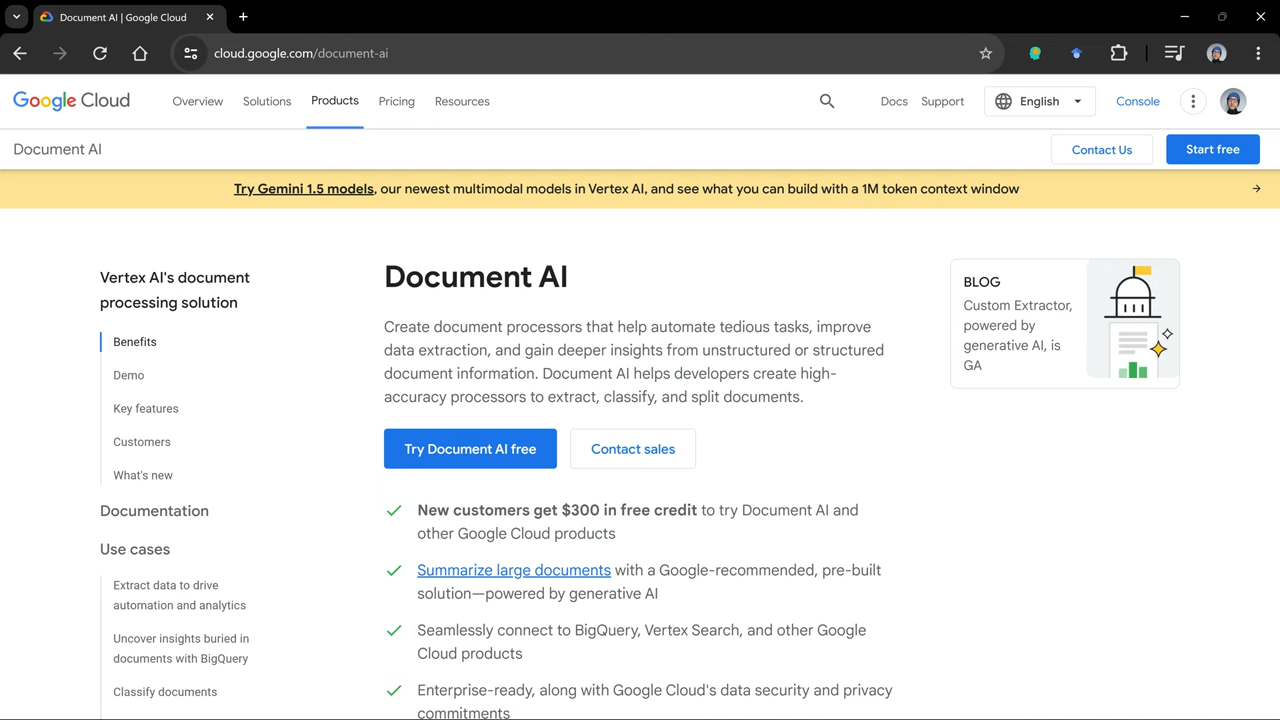 Document AI | Google Cloud
cloud.google.com/document-ai
Google Cloud
Overview
Solutions
Products
Pricing
Resources
Docs
Support
English
Console
Document AI
Contact Us
Start free
Try Gemini 1.5 models, our newest multimodal models in Vertex AI, and see what you can build with a 1M token context window
Vertex AI's document
processing solution
Benefits
Demo
Key features
Customers
What's new
Documentation
Use cases
Extract data to drive
automation and analytics
Uncover insights buried in
documents with BigQuery
Classify documents
Document AI
Create document processors that help automate tedious tasks, improve
data extraction, and gain deeper insights from unstructured or structured
document information. Document AI helps developers create high-
accuracy processors to extract, classify, and split documents.
Try Document AI free
Contact sales
New customers get $300 in free credit to try Document AI and
other Google Cloud products
Summarize large documents with a Google-recommended, pre-built
solution—powered by generative AI
Seamlessly connect to BigQuery, Vertex Search, and other Google
Cloud products
Enterprise-ready, along with Google Cloud's data security and privacy
commitments
BLOG
Custom Extractor,
powered by
generative AI, is
GA